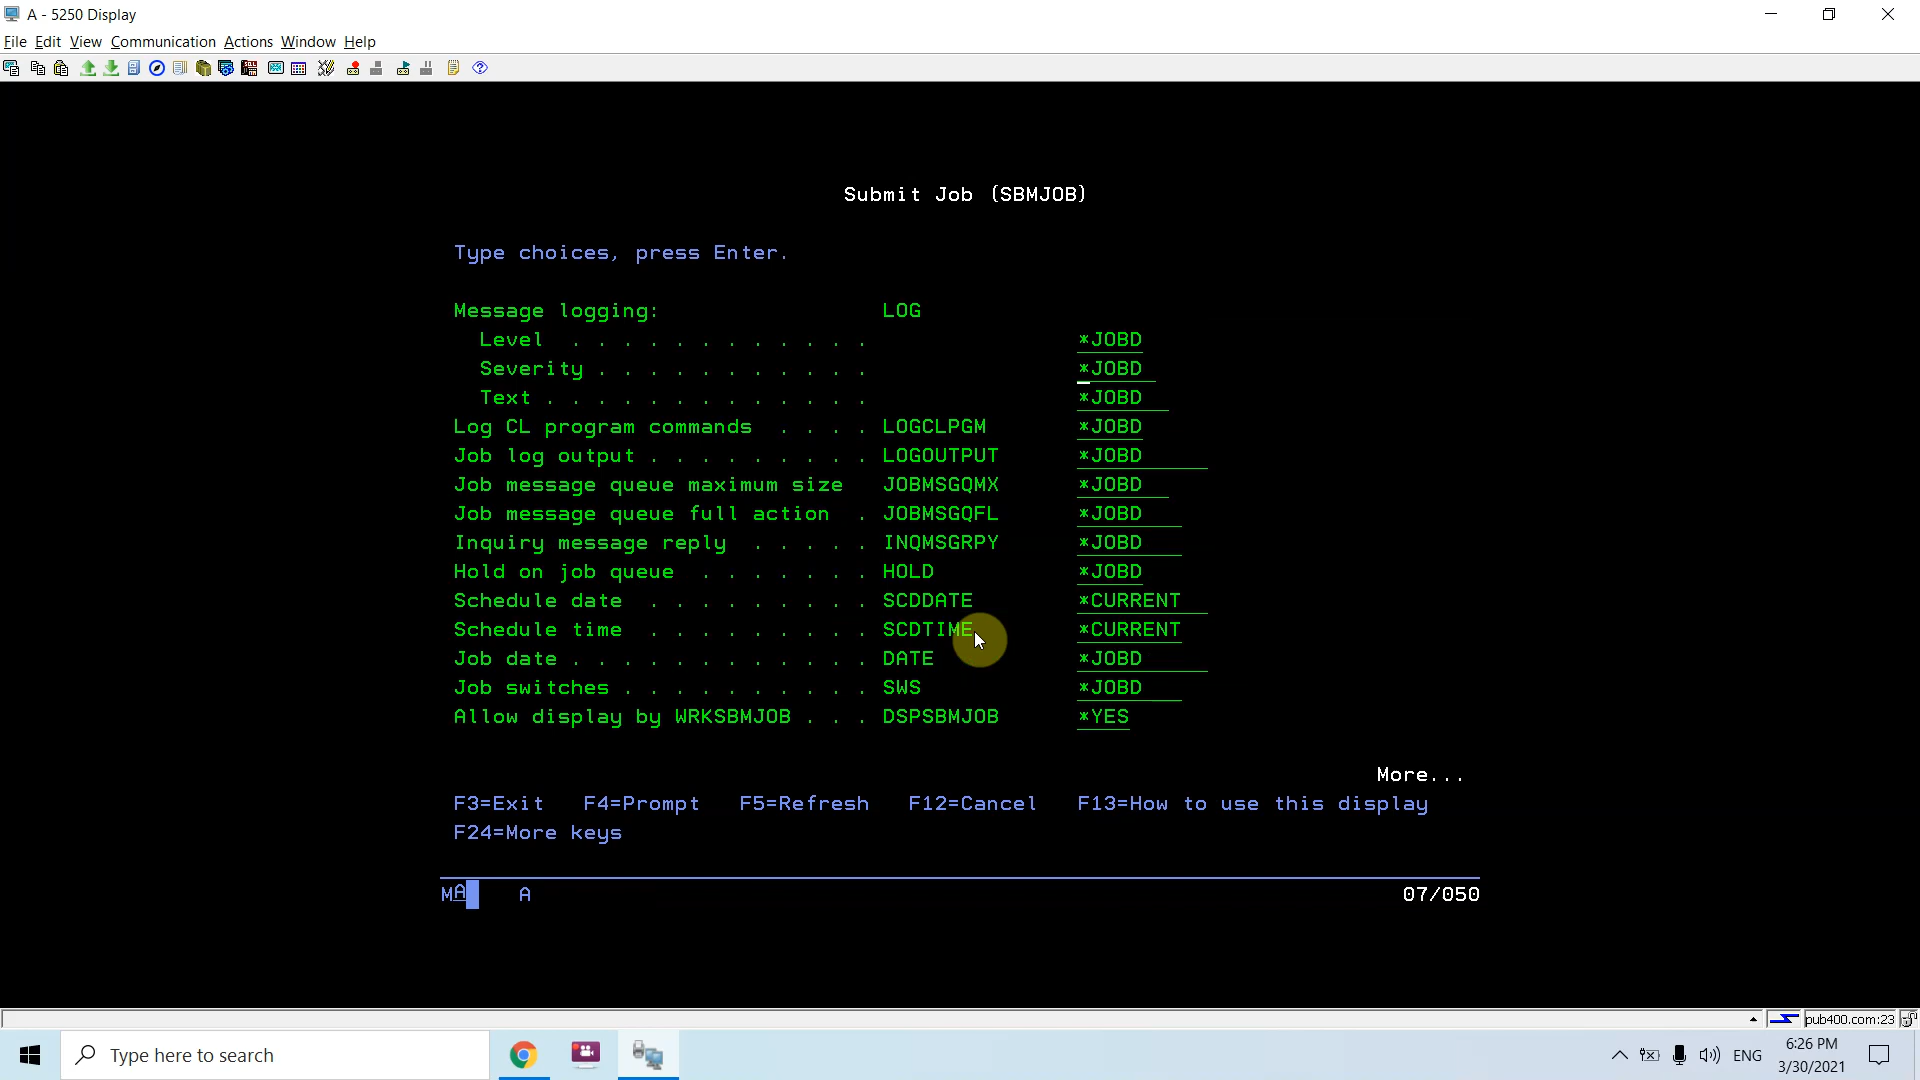 A - 5250 Display
File Edit View Communication Actions Window Help
Submit Job (SBMJOB)
Type choices, press Enter.
Message logging: LOG
Level . . . . . . . . . . . . *JOBD
Severity . . . . . . . . . . . *JOBD
Text . . . . . . . . . . . . . *JOBD
Log CL program commands . . . . LOGCLPGM *JOBD
Job log output . . . . . . . . . LOGOUTPUT *JOBD
Job message queue maximum size JOBMSGQMX *JOBD
Job message queue full action . JOBMSGQFL *JOBD
Inquiry message reply . . . . . INQMSGRPY *JOBD
Hold on job queue . . . . . . . HOLD *JOBD
Schedule date . . . . . . . . . SCDDATE *CURRENT
Schedule time . . . . . . . . . SCDTIME *CURRENT
Job date . . . . . . . . . . . . DATE *JOBD
Job switches . . . . . . . . . . SWS *JOBD
Allow display by WRKSBMJOB . . . DSPSBMJOB *YES
More...
F3=Exit F4=Prompt F5=Refresh F12=Cancel F13=How to use this display
F24=More keys
MA A 07/050
pub400.com:23
Type here to search
ENG
6:26 PM
3/30/2021